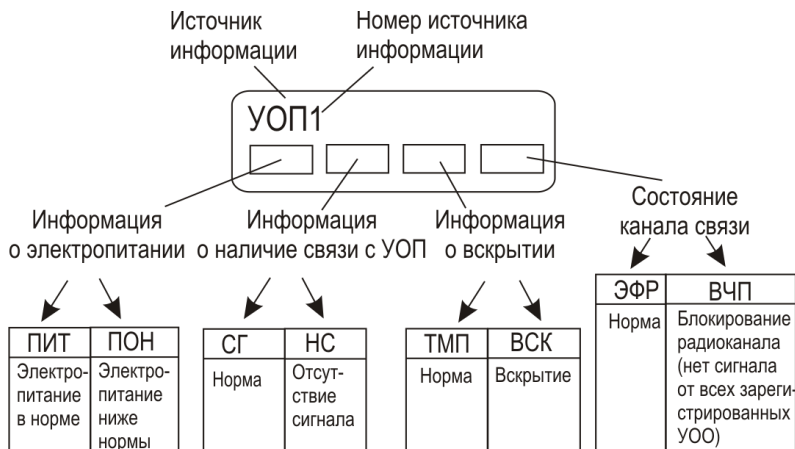 Источник
информации
Номер источника
информации
УОП1
Информация
о электропитании
Информация
о наличие связи с УОП
Информация
о вскрытии
Состояние
канала связи
ПИТ
Электро-
питание
в норме
ПОН
Электро-
питание
ниже
нормы
СГ
Норма
НС
Отсут-
ствие
сигнала
ТМП
Норма
ВСК
Вскрытие
ЭФР
Норма
ВЧП
Блокирование
радиоканала
(нет сигнала
от всех зареги-
стрированных
УОО)